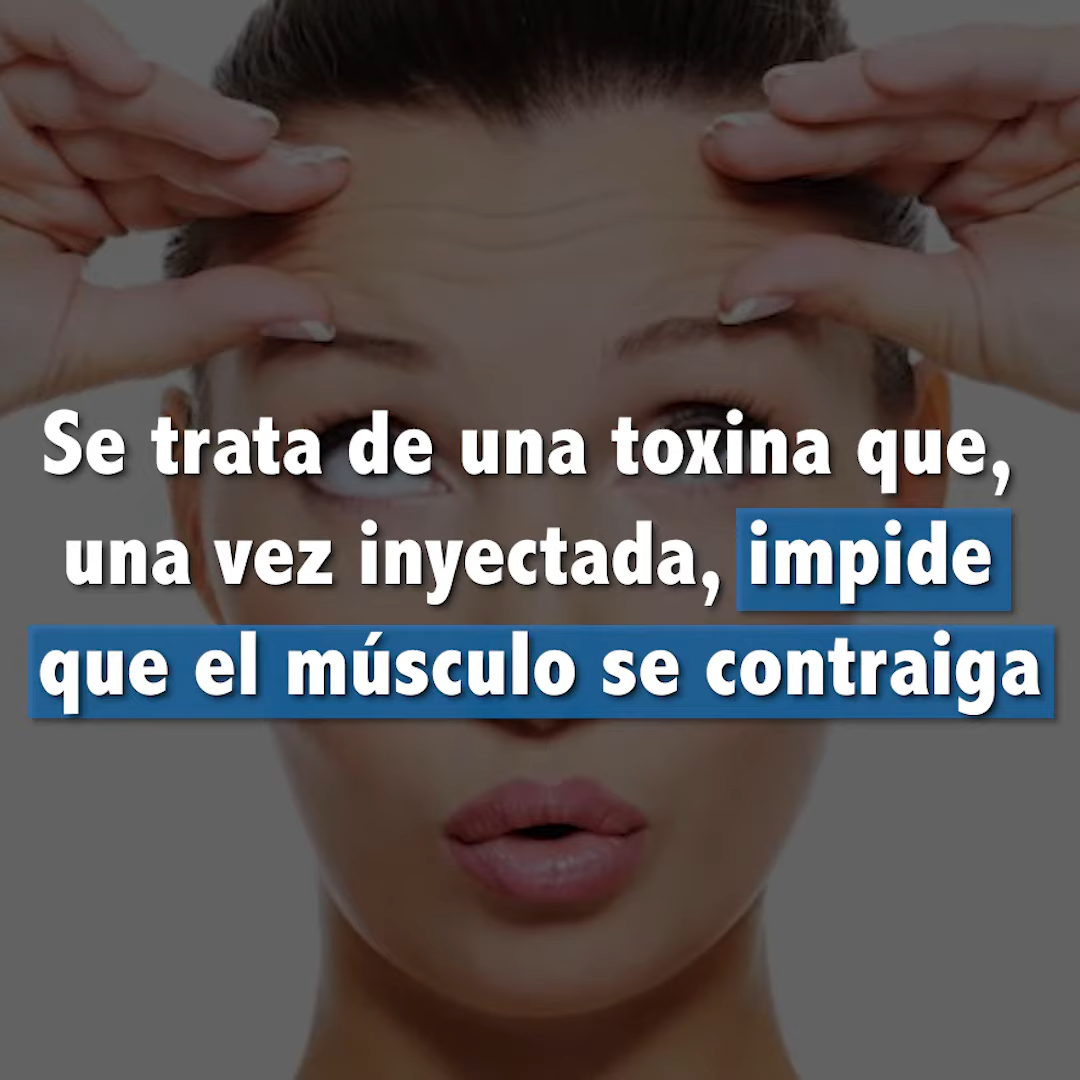 Se trata de una toxina que,
una vez inyectada, impide
que el músculo se contraiga